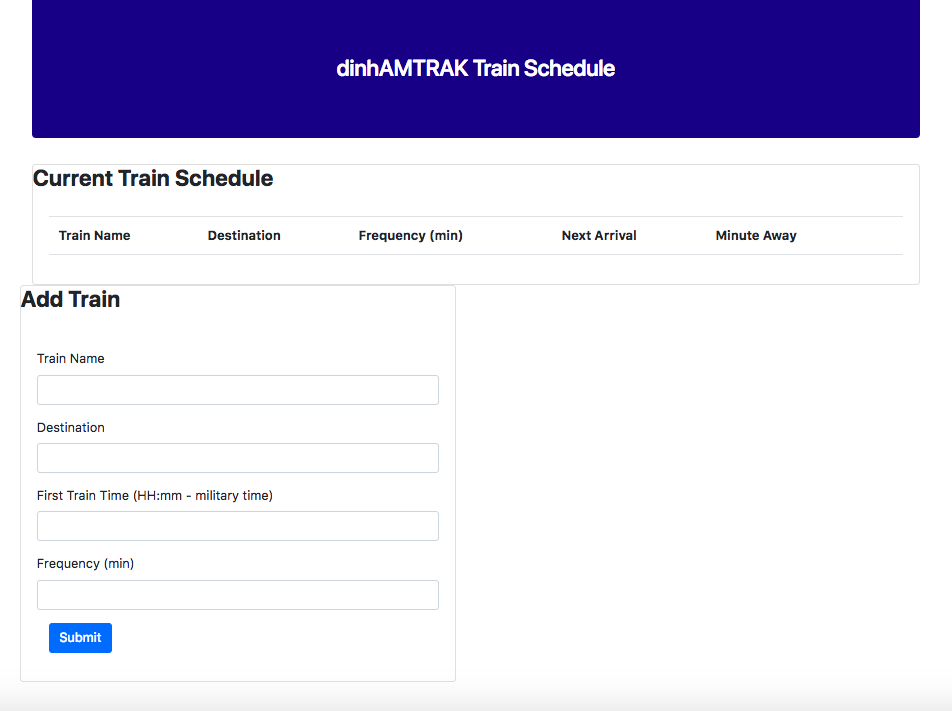 dinhAMTRAK Train Schedule
Current Train Schedule
Train Name Destination Frequency (min) Next Arrival Minute Away
Add Train
Train Name
Destination
First Train Time (HH:mm - military time)
Frequency (min)
Submit